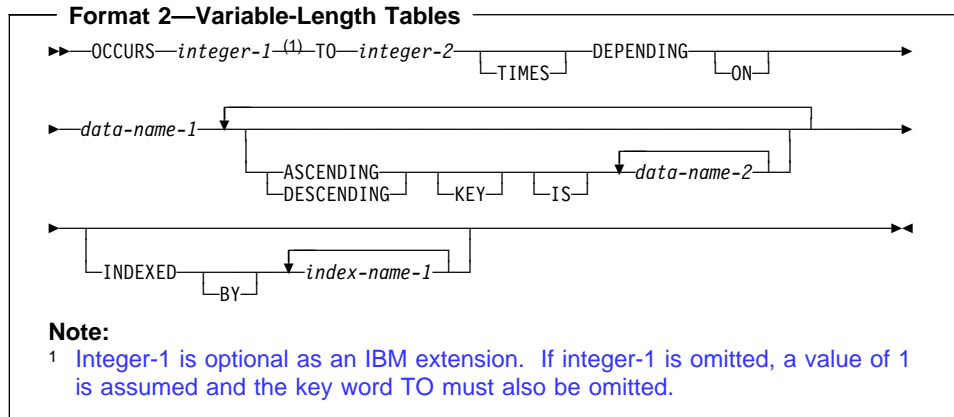 Format 2—Variable-Length Tables
OCCURS integer-1 (1) TO integer-2 TIMES DEPENDING ON
data-name-1
ASCENDING
DESCENDING KEY IS data-name-2
INDEXED BY index-name-1
Note:
1 Integer-1 is optional as an IBM extension. If integer-1 is omitted, a value of 1
is assumed and the key word TO must also be omitted.